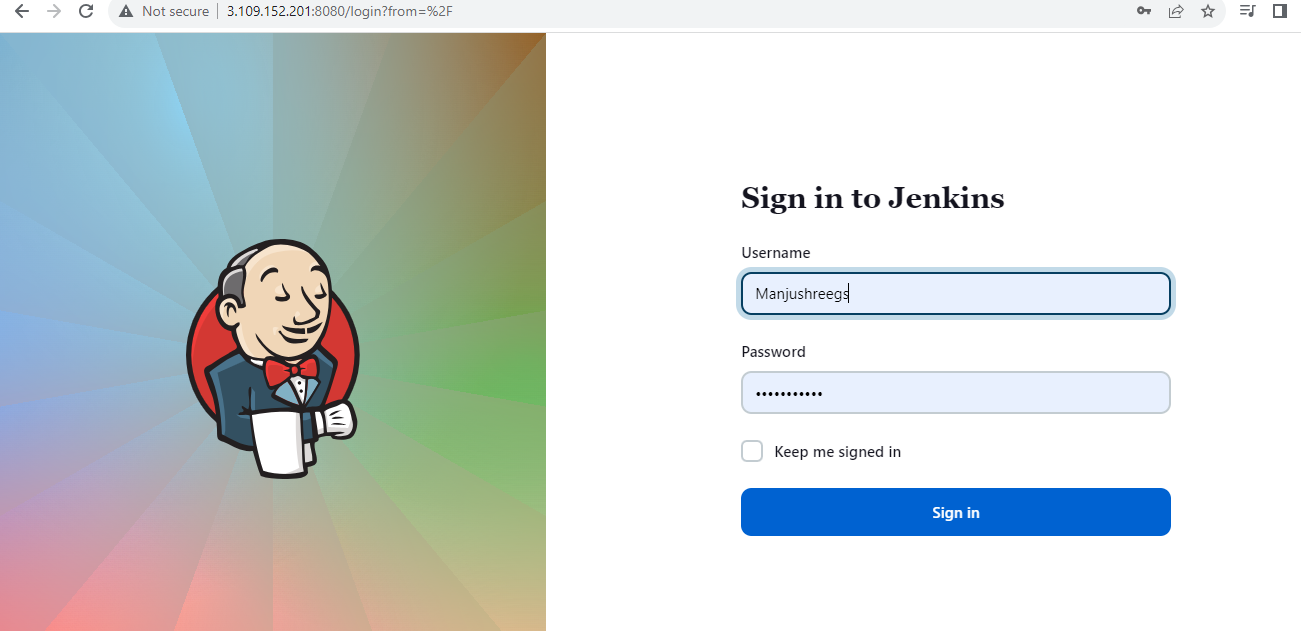 Not secure | 3.109.152.201:8080/login?from=%2F
Sign in to Jenkins
Username
Manjushreegs
Password
•••••••••••
Keep me signed in
Sign in